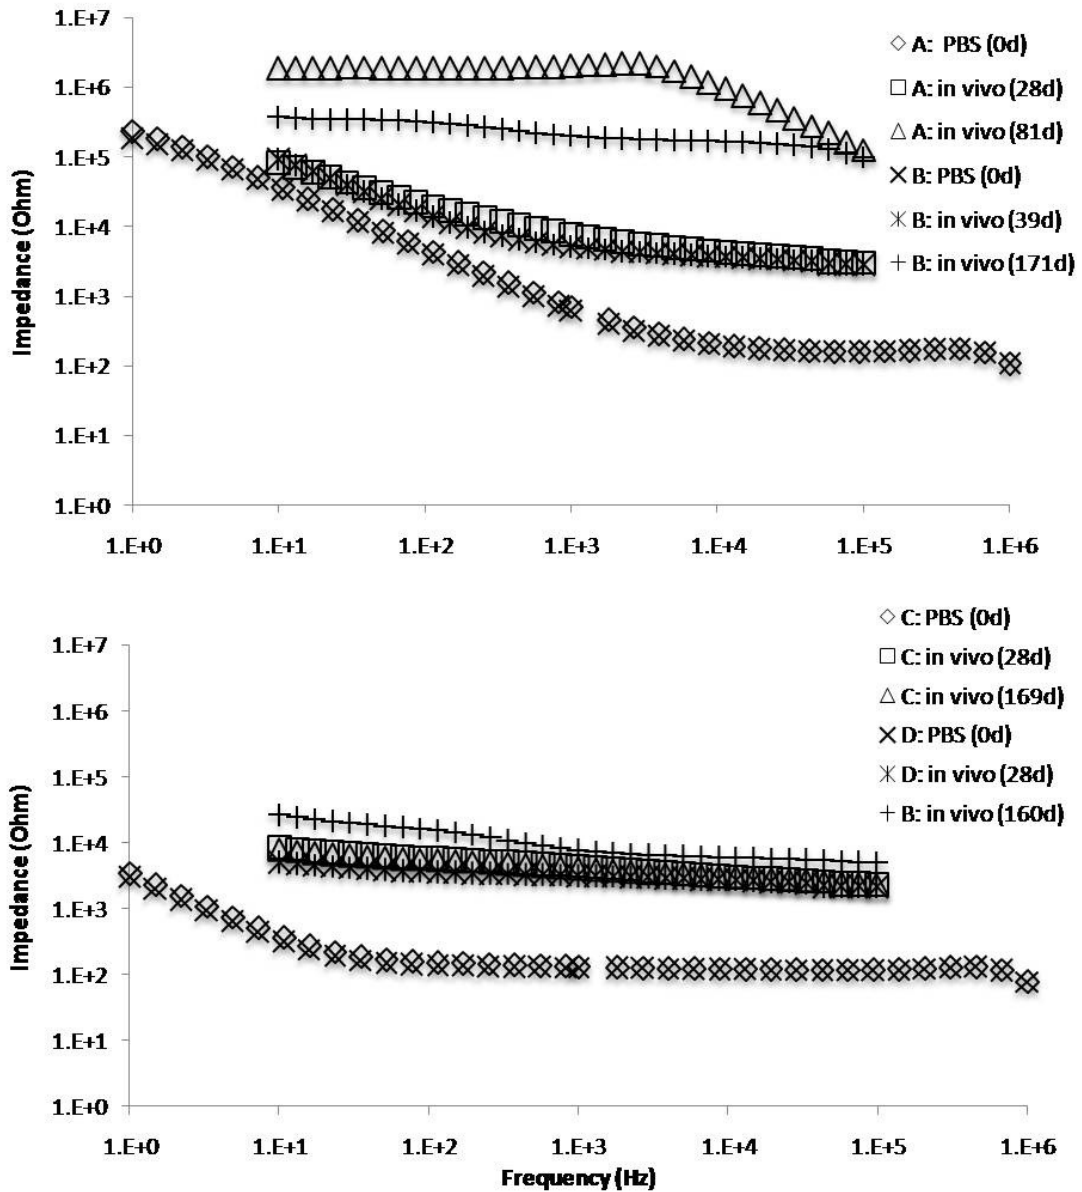 1.E+7
1.E+6
1.E+5
1.E+4
1.E+3
1.E+2
1.E+1
1.E+0
Impedance (Ohm)
1.E+0 1.E+1 1.E+2 1.E+3 1.E+4 1.E+5 1.E+6
A: PBS (0d)
A: in vivo (28d)
A: in vivo (81d)
B: PBS (0d)
B: in vivo (39d)
B: in vivo (171d)
1.E+7
1.E+6
1.E+5
1.E+4
1.E+3
1.E+2
1.E+1
1.E+0
Impedance (Ohm)
1.E+0 1.E+1 1.E+2 1.E+3 1.E+4 1.E+5 1.E+6
Frequency (Hz)
C: PBS (0d)
C: in vivo (28d)
C: in vivo (169d)
D: PBS (0d)
D: in vivo (28d)
B: in vivo (160d)